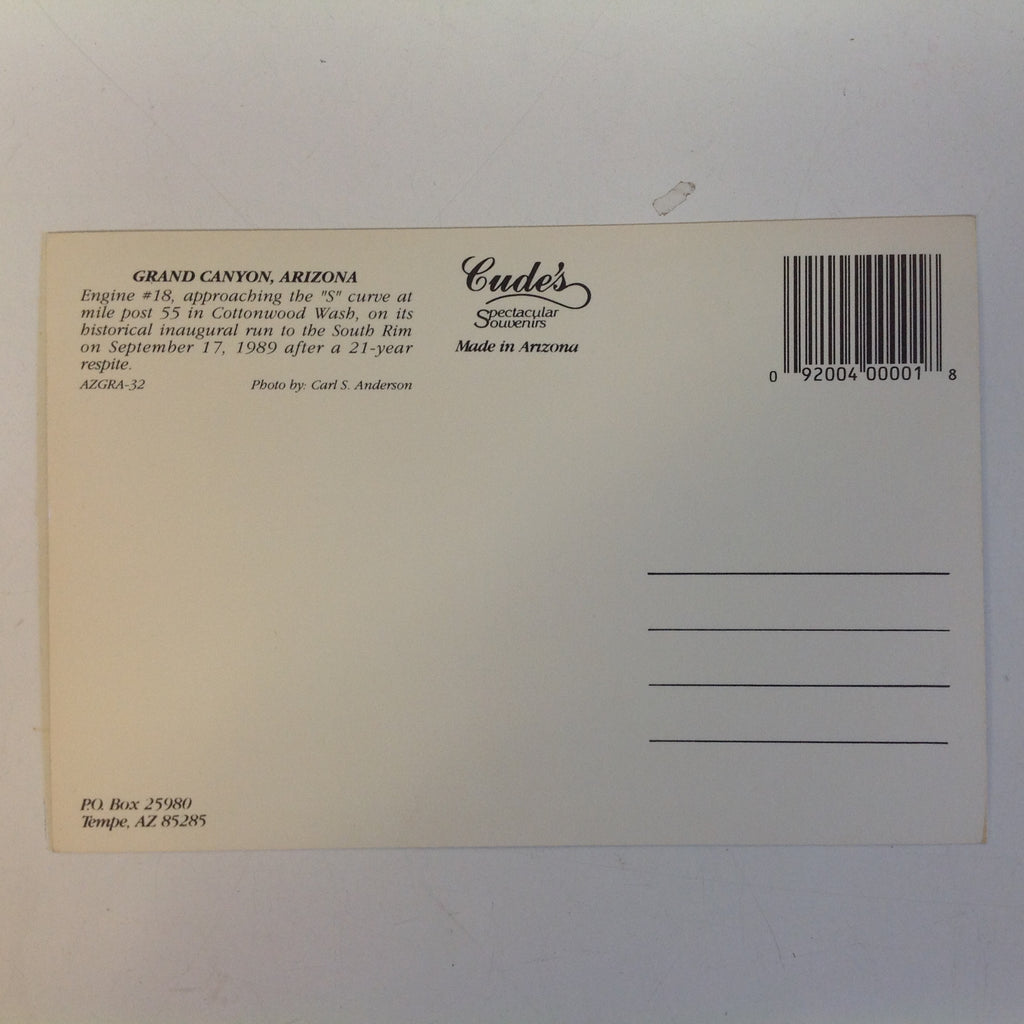 GRAND CANYON, ARIZONA
Engine #18, approaching the "S" curve at
mile post 55 in Cottonwood Wash, on its
historical inaugural run to the South Rim
on September 17, 1989 after a 21-year
respite.
AZGRA-32 Photo by: Carl S. Anderson
Cude's
Spectacular
Souvenirs
Made in Arizona
0 92004 00001 8
P.O. Box 25980
Tempe, AZ 85285